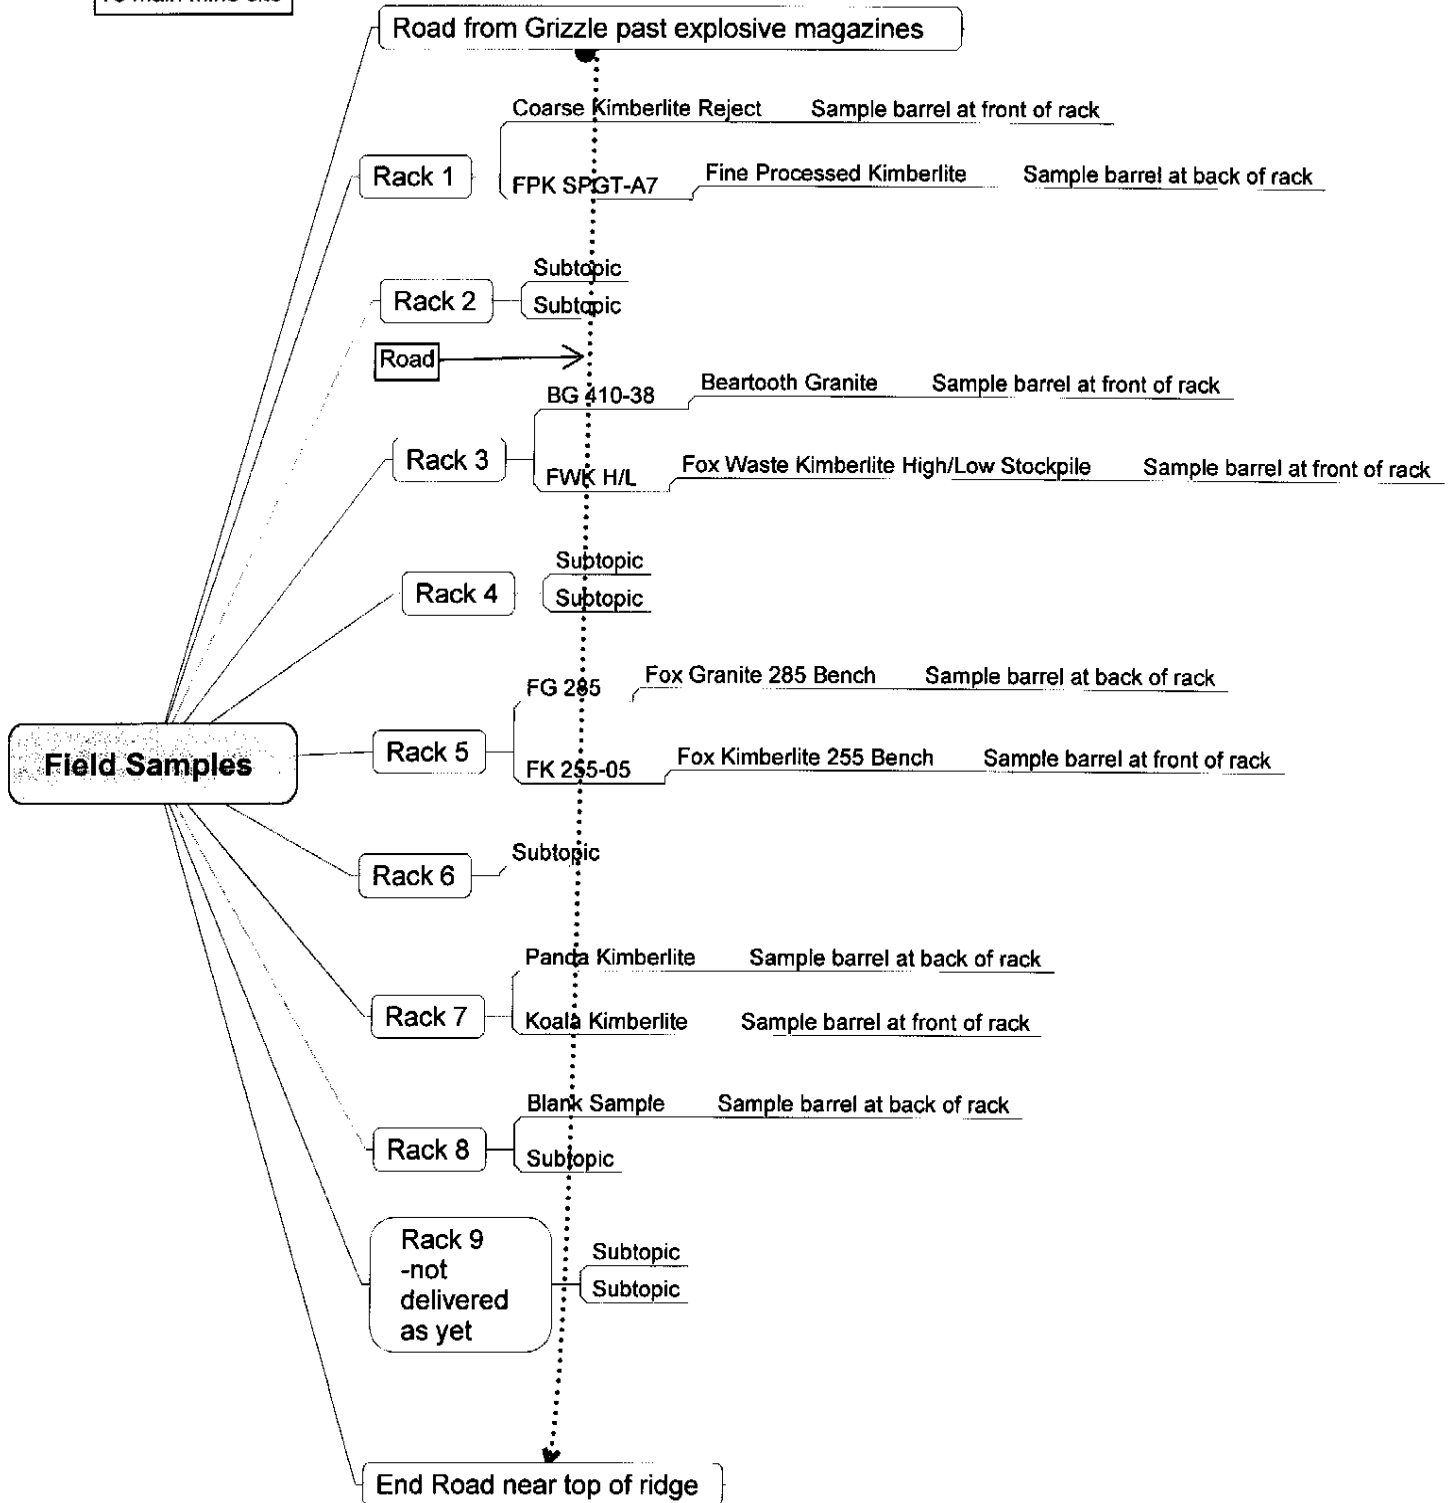 To main mine site
Road from Grizzle past explosive magazines
Coarse Kimberlite Reject Sample barrel at front of rack
Rack 1
FPK SPGT-A7 Fine Processed Kimberlite Sample barrel at back of rack
Subtopic
Rack 2
Subtopic
Road
BG 410-38 Beartooth Granite Sample barrel at front of rack
Rack 3
FWK H/L Fox Waste Kimberlite High/Low Stockpile Sample barrel at front of rack
Subtopic
Rack 4
Subtopic
FG 285 Fox Granite 285 Bench Sample barrel at back of rack
Field Samples
Rack 5
FK 255-05 Fox Kimberlite 255 Bench Sample barrel at front of rack
Subtopic
Rack 6
Panda Kimberlite Sample barrel at back of rack
Rack 7
Koala Kimberlite Sample barrel at front of rack
Blank Sample Sample barrel at back of rack
Rack 8
Subtopic
Rack 9
-not
delivered
as yet
Subtopic
Subtopic
End Road near top of ridge